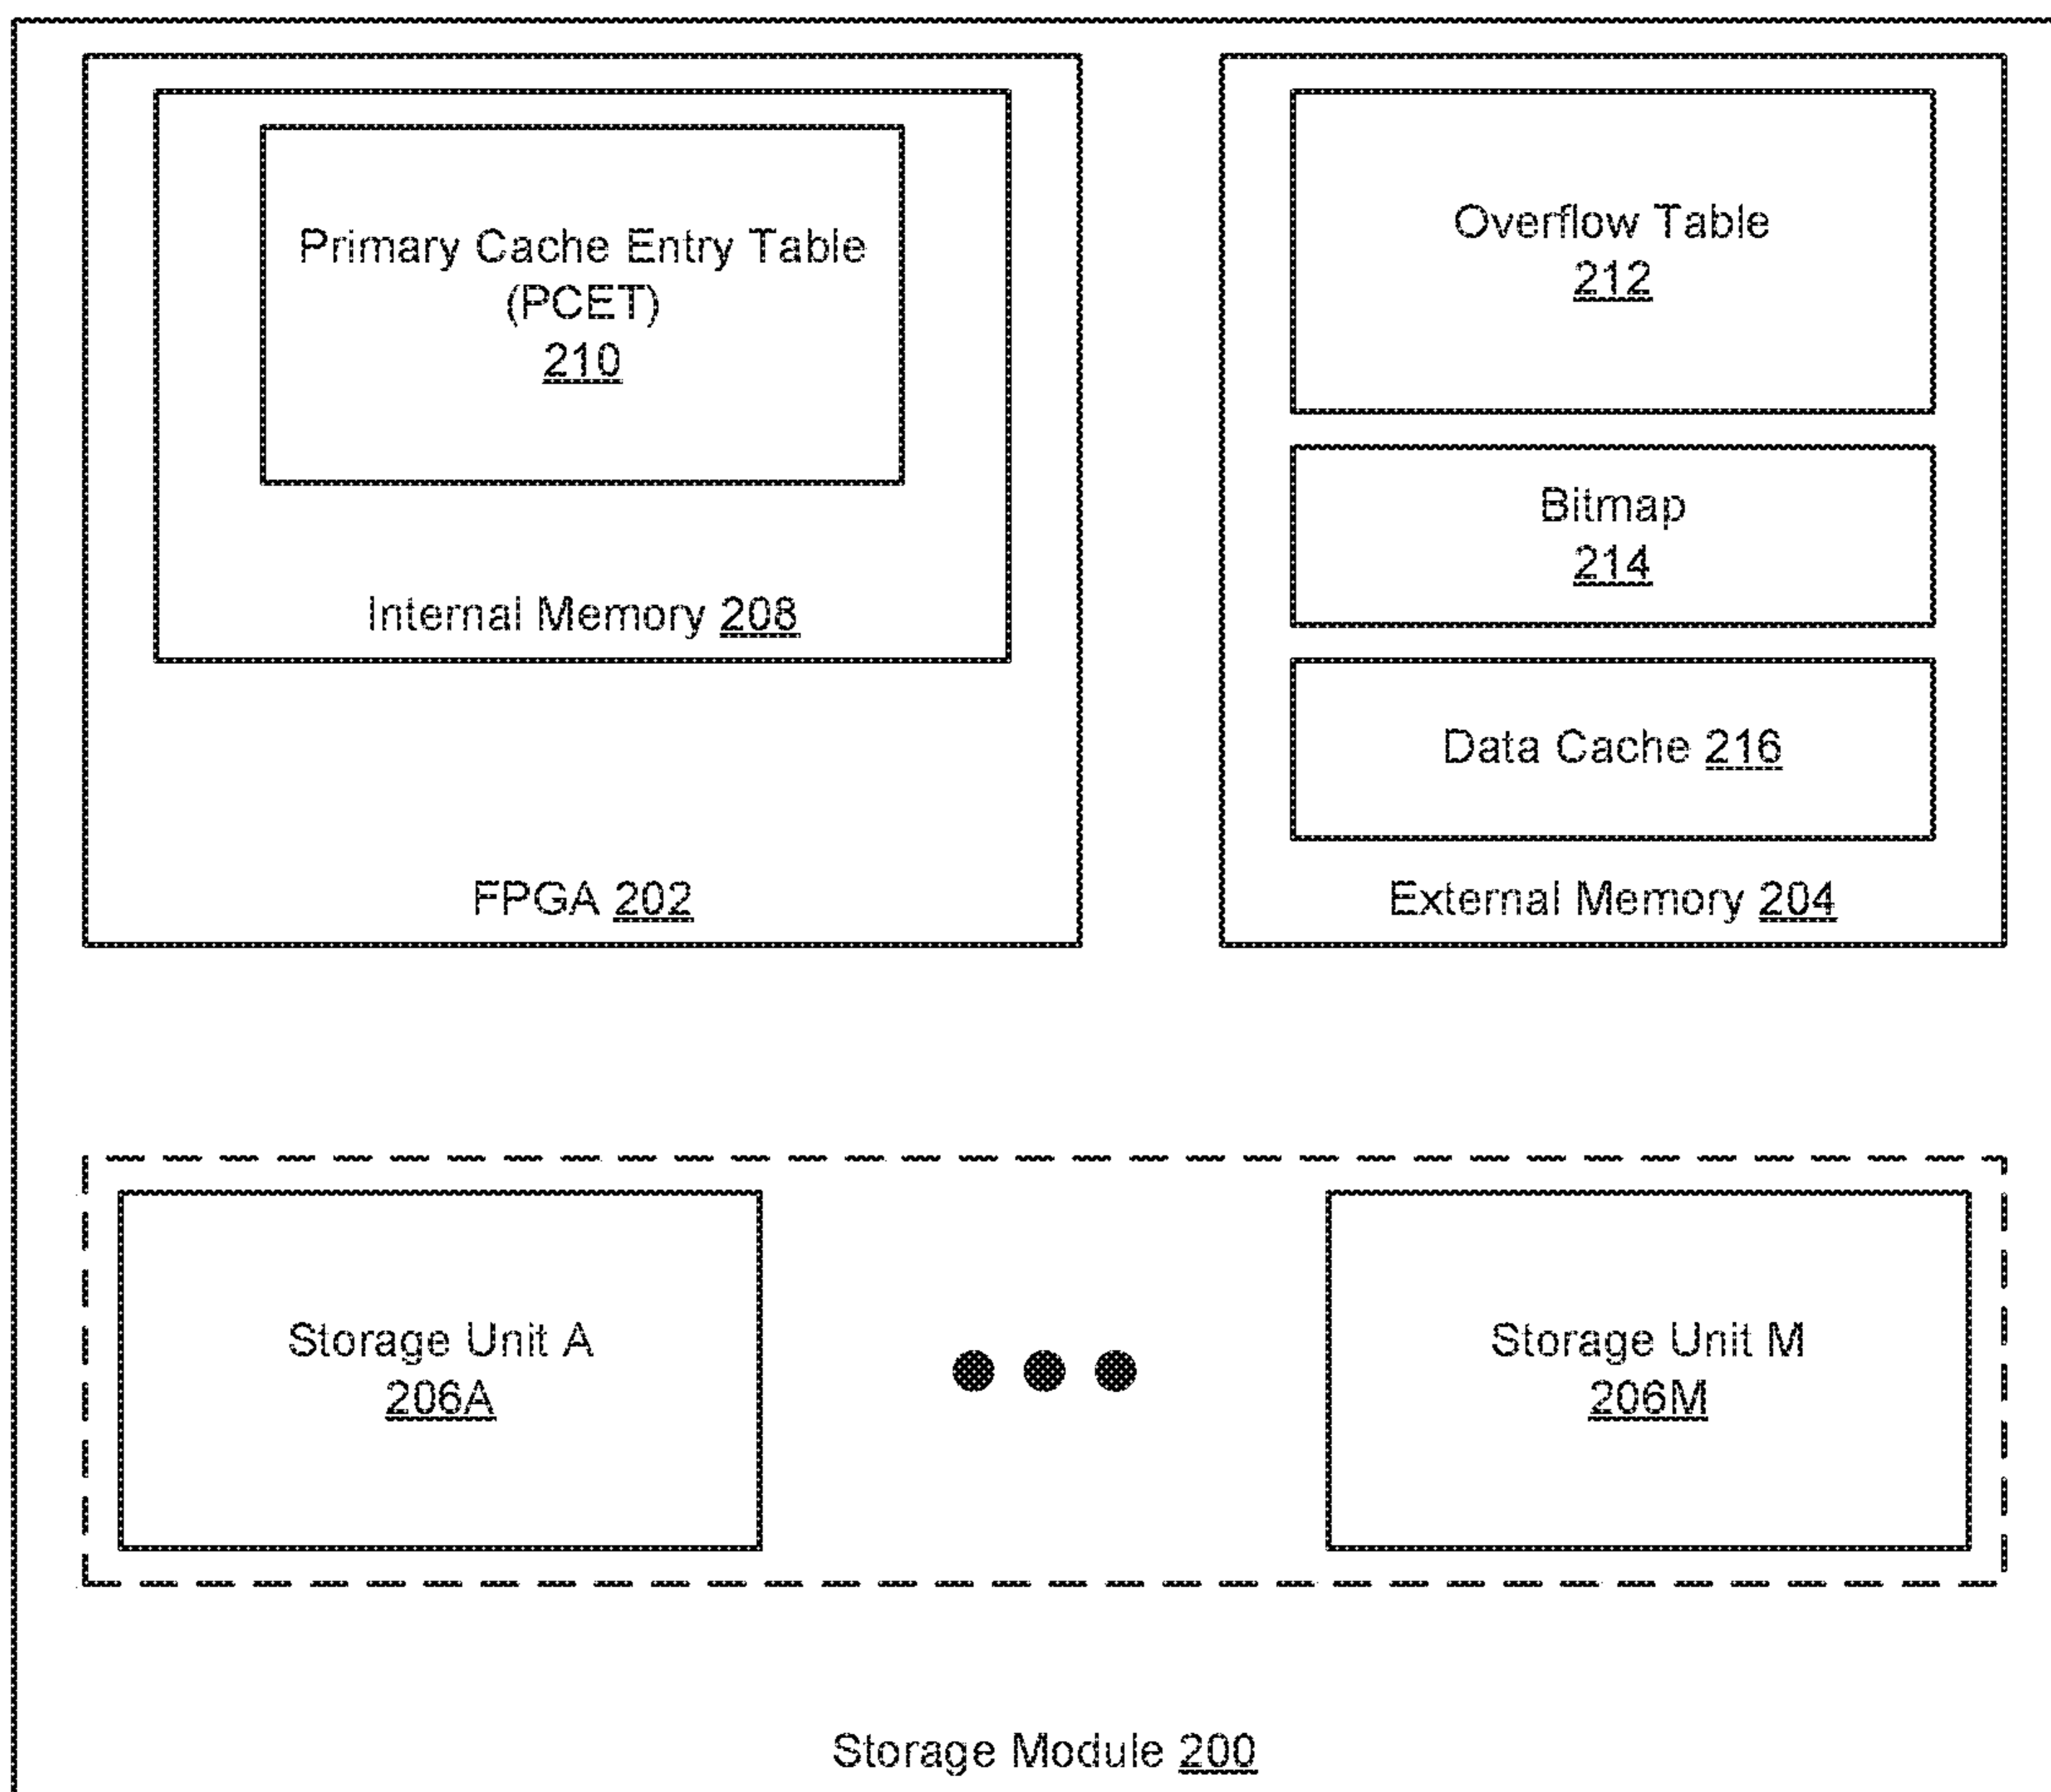 Primary Cache Entry Table
(PCET)
210
Internal Memory 208
FPGA 202
Overflow Table
212
Bitmap
214
Data Cache 216
External Memory 204
Storage Unit A
206A
Storage Unit M
206M
Storage Module 200